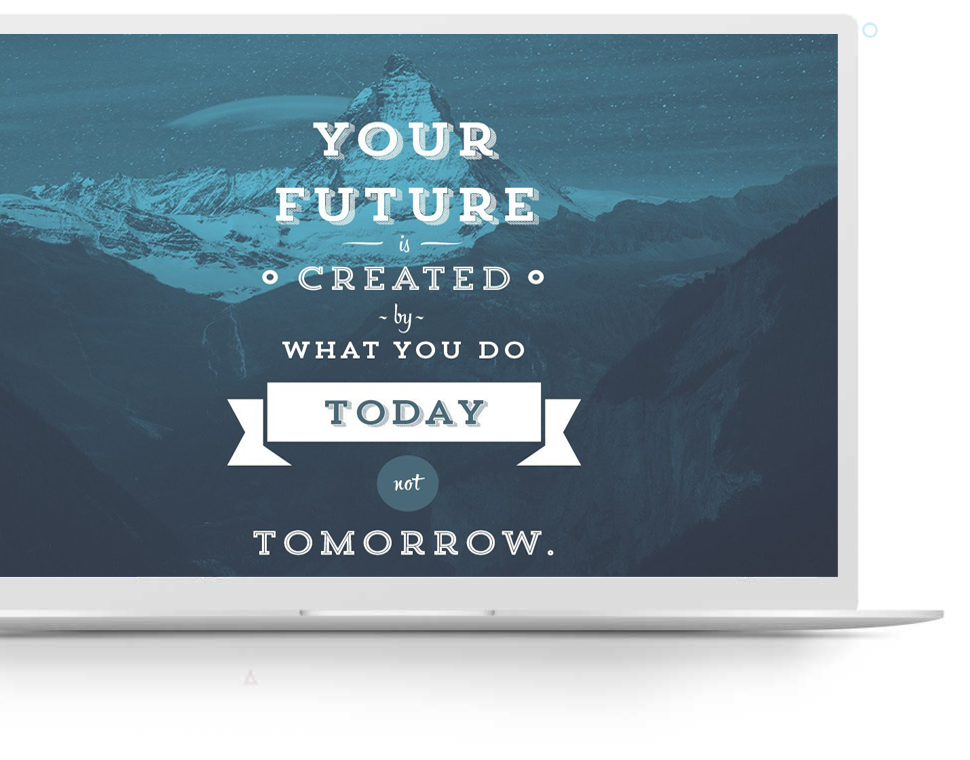 YOUR
FUTURE
is
CREATED
~ by ~
WHAT YOU DO
TODAY
not
TOMORROW.